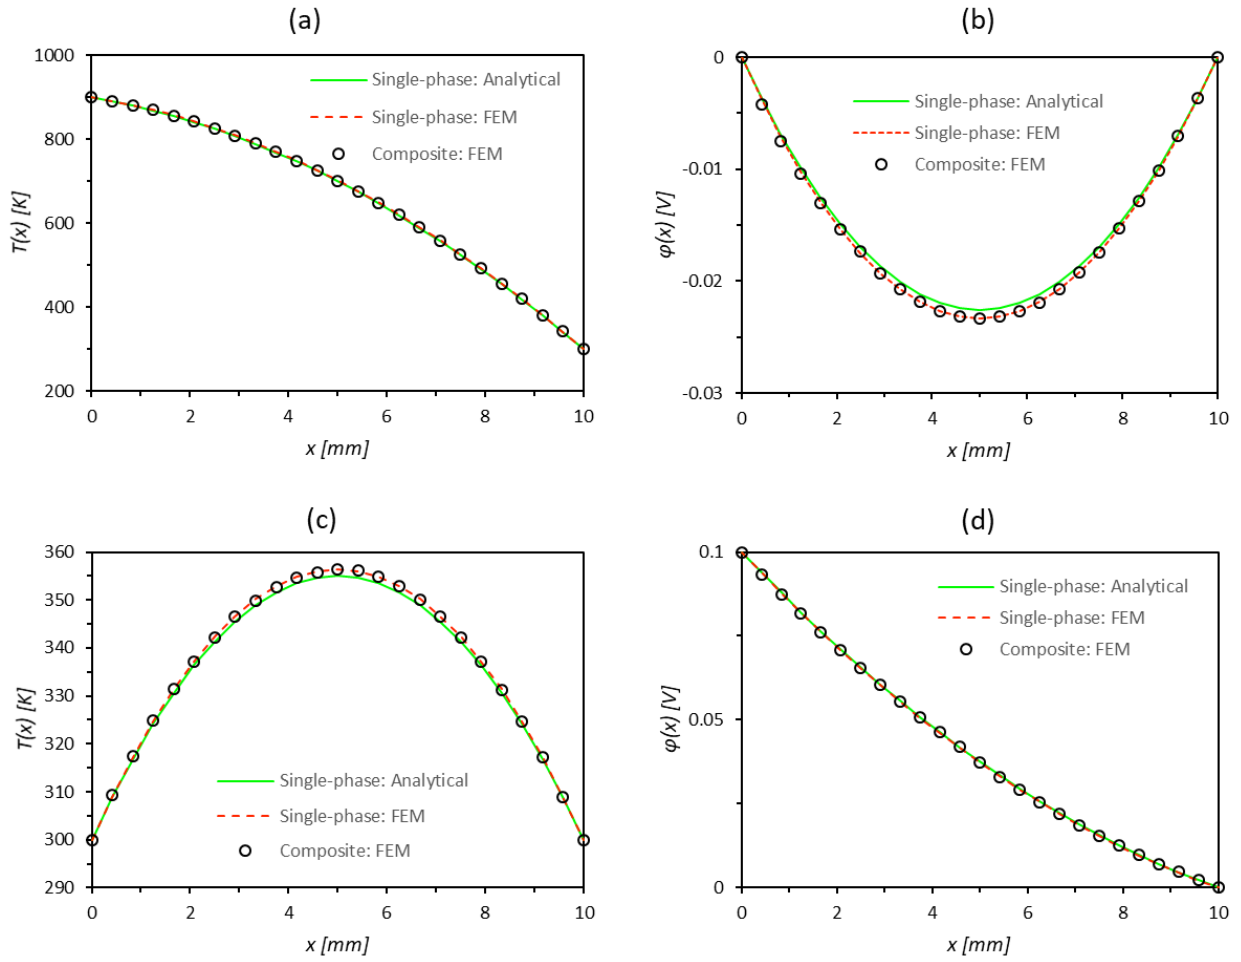 (a)
1000
800
600
400
200
T(x) [K]
Single-phase: Analytical
Single-phase: FEM
Composite: FEM
0
2
4
6
8
10
x [mm]
(b)
0
-0.01
-0.02
-0.03
φ(x) [V]
Single-phase: Analytical
Single-phase: FEM
Composite: FEM
0
2
4
6
8
10
x [mm]
(c)
360
350
340
330
320
310
300
290
T(x) [K]
Single-phase: Analytical
Single-phase: FEM
Composite: FEM
0
2
4
6
8
10
x [mm]
(d)
0.1
0.05
0
φ(x) [V]
Single-phase: Analytical
Single-phase: FEM
Composite: FEM
0
2
4
6
8
10
x [mm]